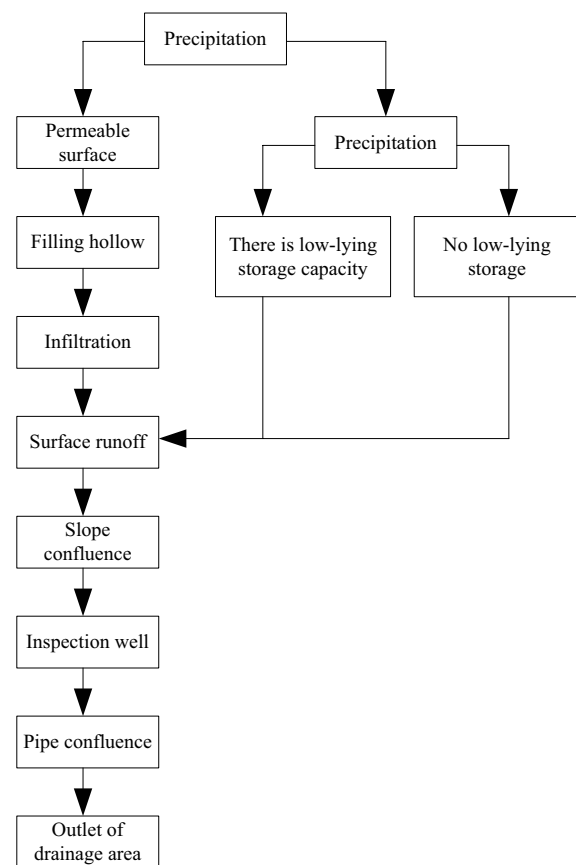 Precipitation
Permeable
surface
Precipitation
Filling hollow
There is low-lying
storage capacity
No low-lying
storage
Infiltration
Surface runoff
Slope
confluence
Inspection well
Pipe confluence
Outlet of
drainage area